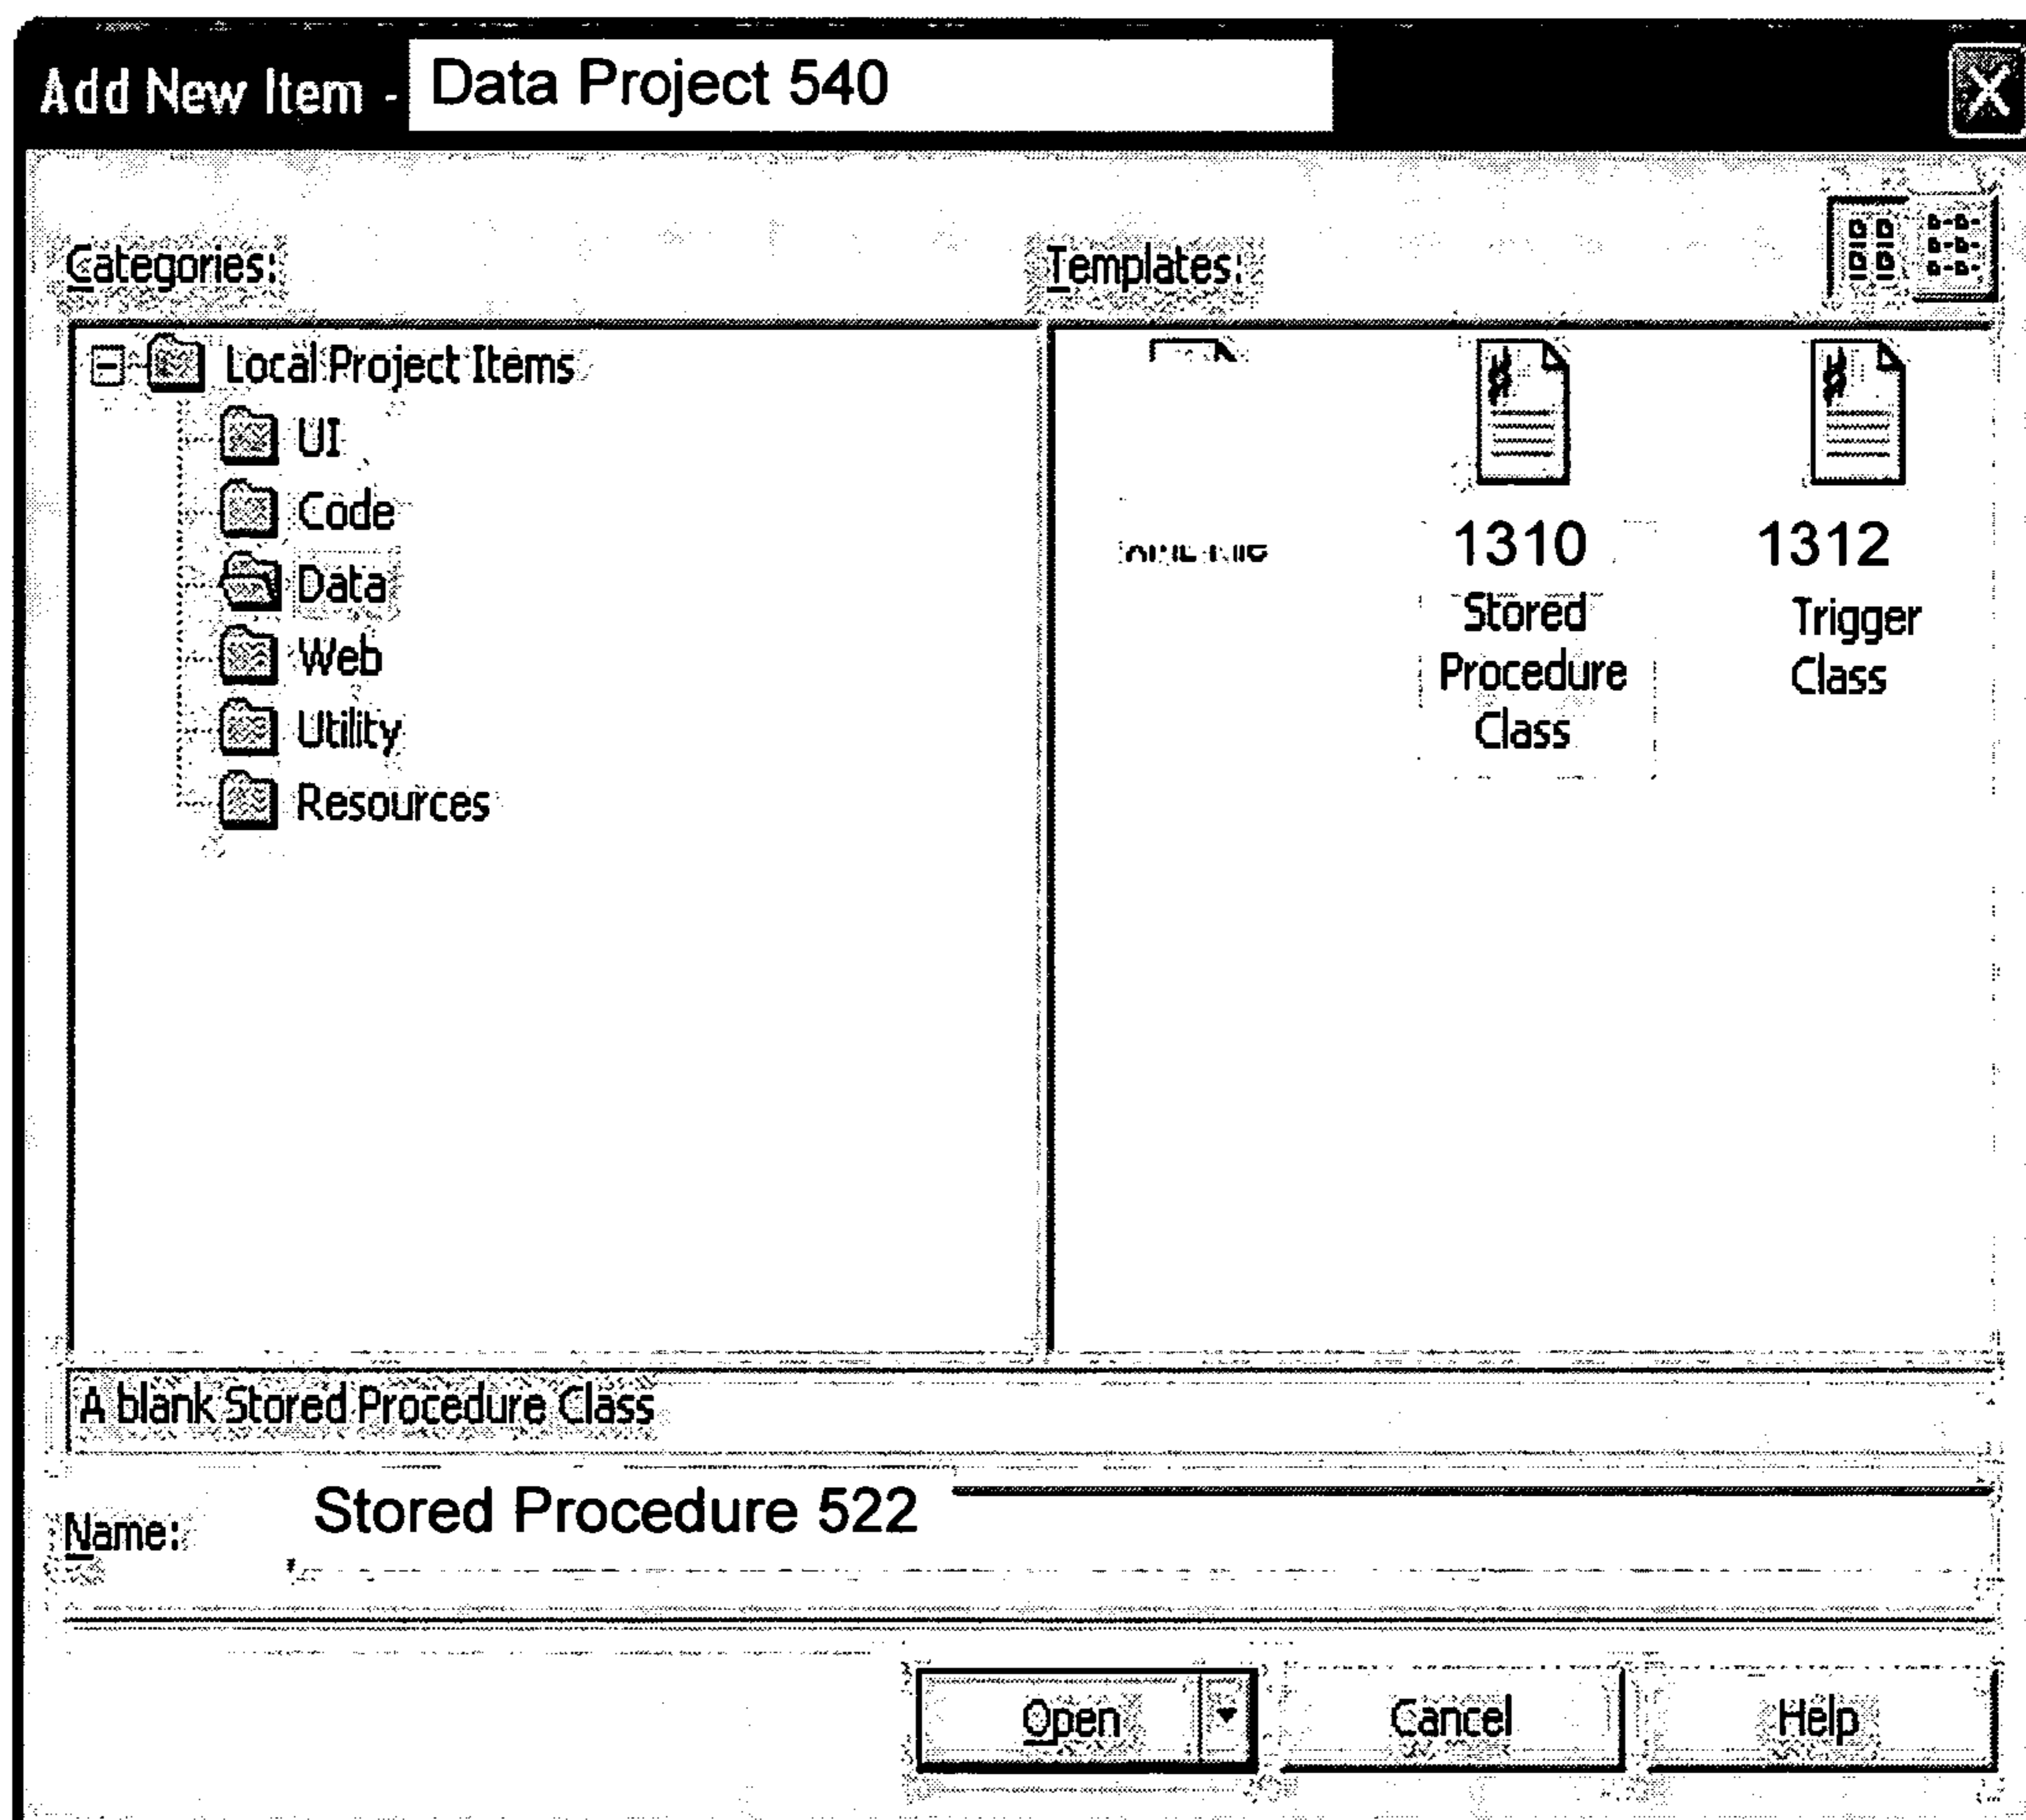 Add New Item - Data Project 540
Categories:
Templates:
Local Project Items
UI
Code
Data
Web
Utility
Resources
1310
Stored
Procedure
Class
1312
Trigger
Class
A blank Stored Procedure Class
Name: Stored Procedure 522
Open
Cancel
Help